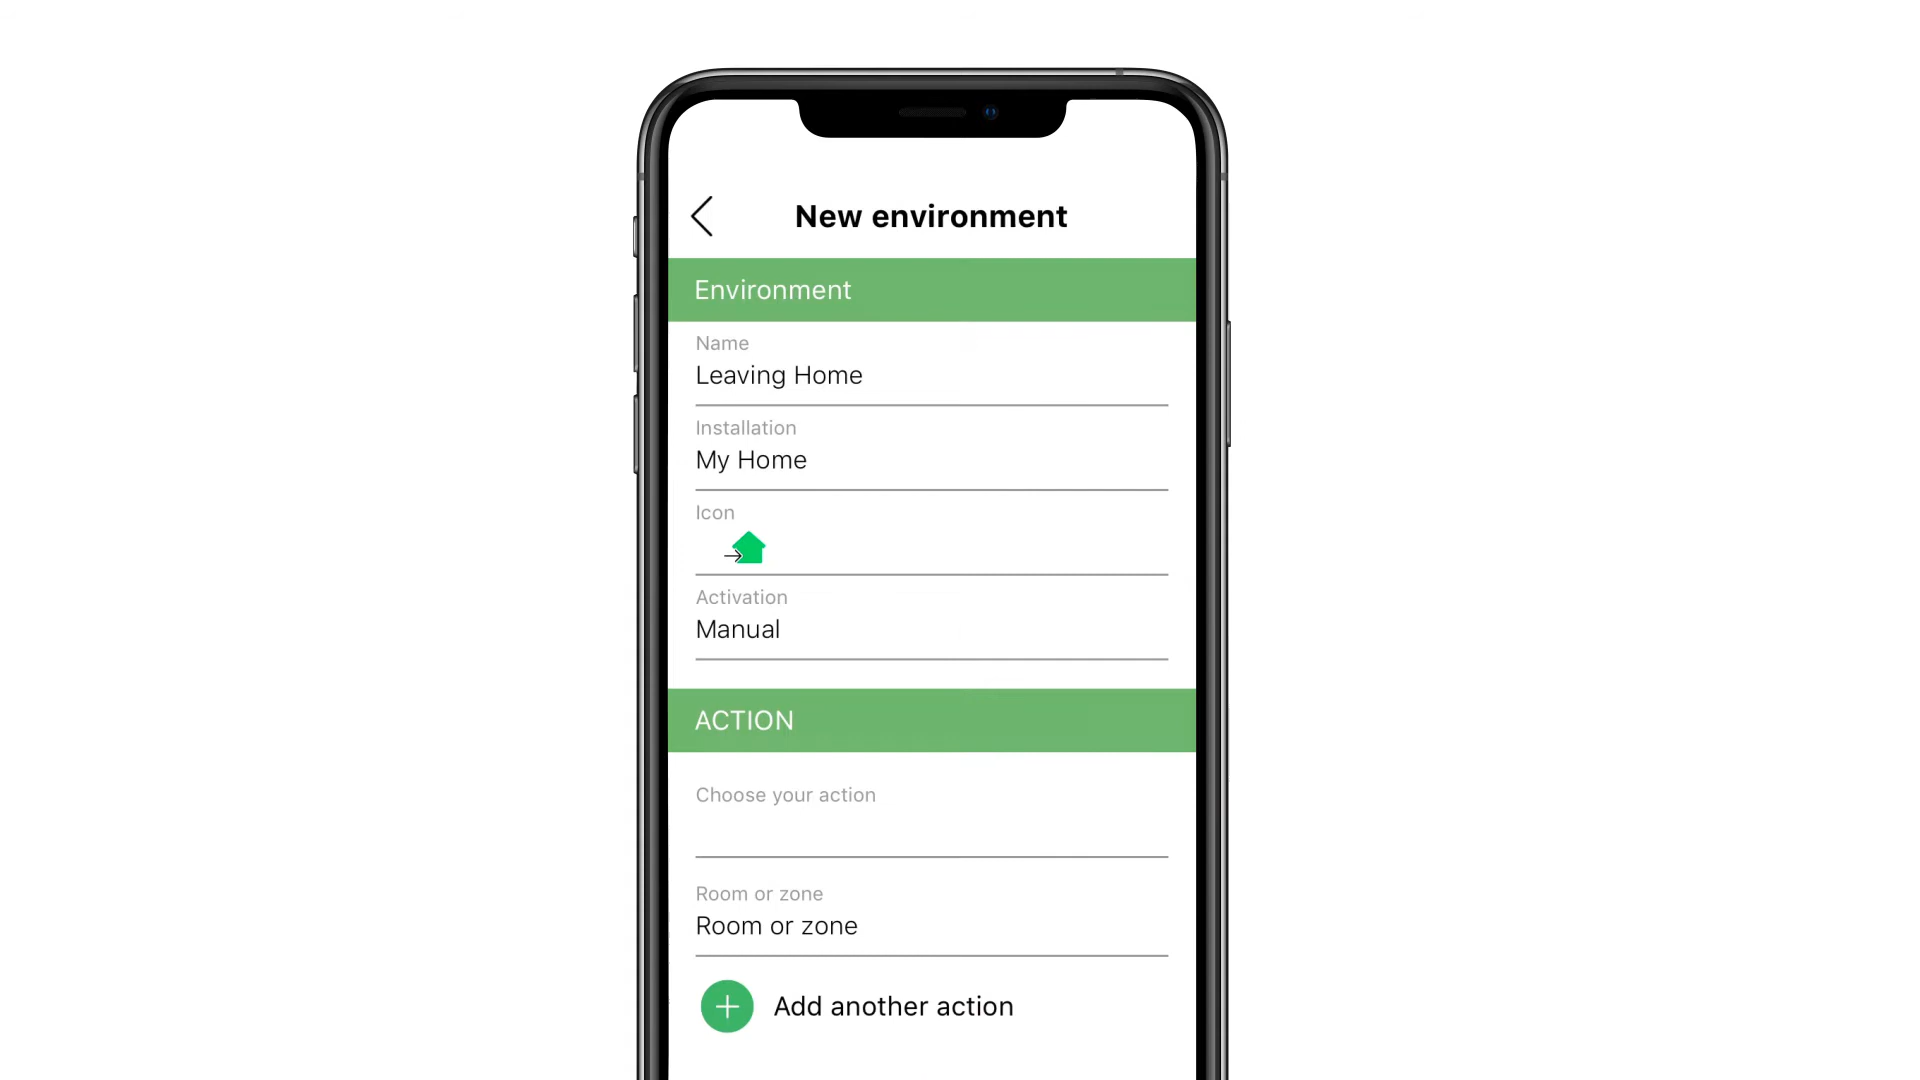 New environment
Environment
Name
Leaving Home
Installation
My Home
Icon
Activation
Manual
ACTION
Choose your action
Room or zone
Room or zone
Add another action